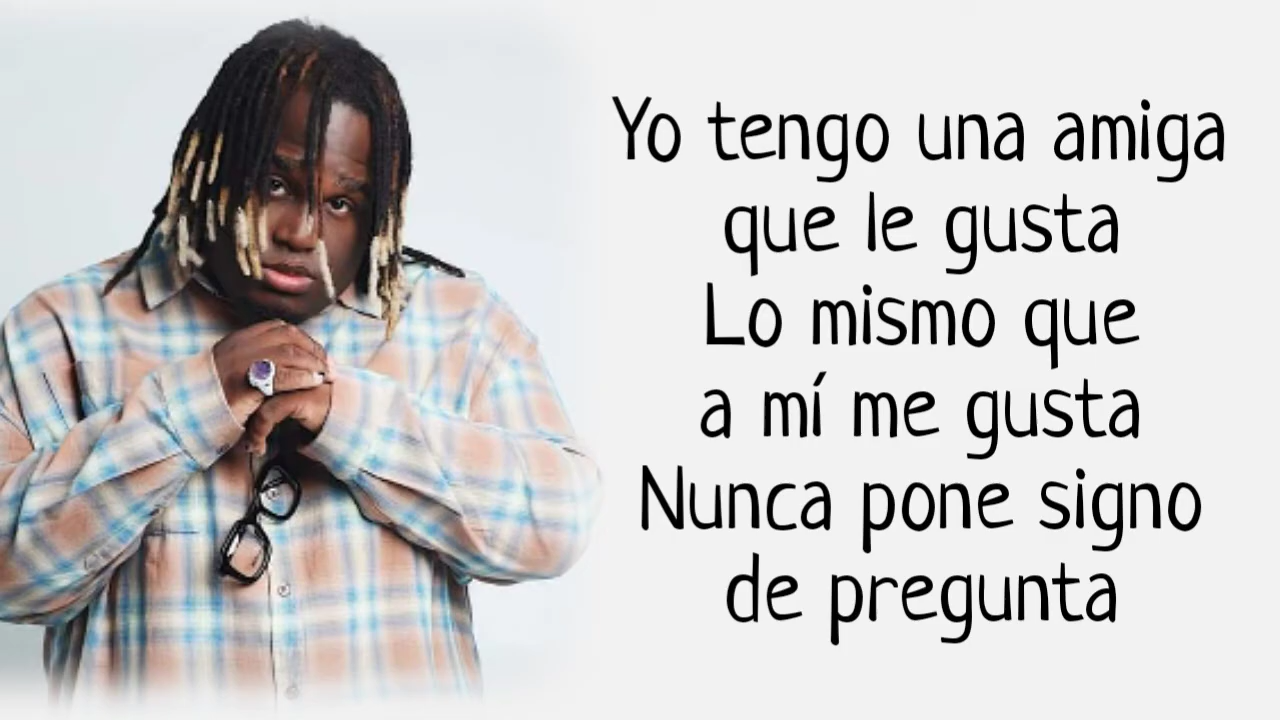 Yo tengo una amiga
que le gusta
Lo mismo que
a mí me gusta
Nunca pone signo
de pregunta